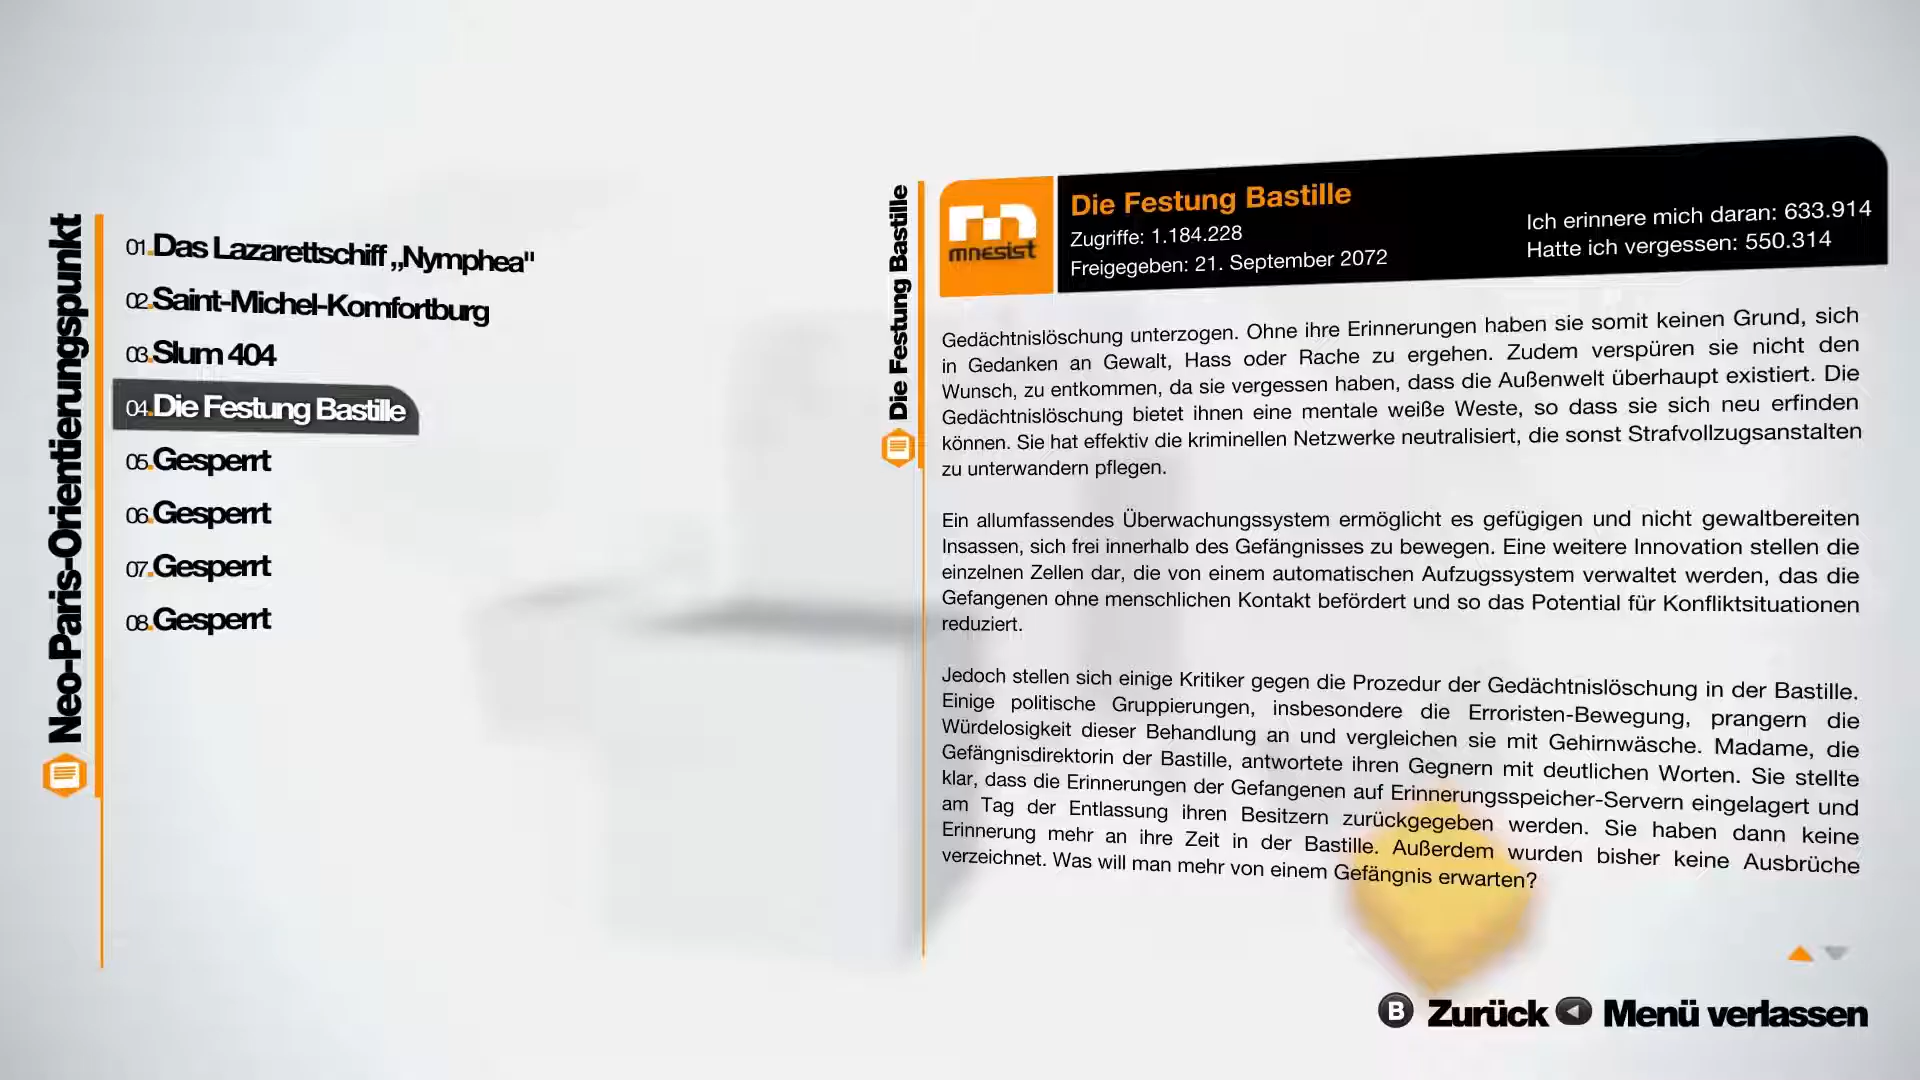 Neo-Paris-Orientierungspunkt
01.Das Lazarettschiff „Nymphea"
02.Saint-Michel-Komfortburg
03.Slum 404
04.Die Festung Bastille
05.Gesperrt
06.Gesperrt
07.Gesperrt
08.Gesperrt
Die Festung Bastille
mnesist
Die Festung Bastille
Zugriffe: 1.184.228
Freigegeben: 21. September 2072
Ich erinnere mich daran: 633.914
Hatte ich vergessen: 550.314
Gedächtnislöschung unterzogen. Ohne ihre Erinnerungen haben sie somit keinen Grund, sich
in Gedanken an Gewalt, Hass oder Rache zu ergehen. Zudem verspüren sie nicht den
Wunsch, zu entkommen, da sie vergessen haben, dass die Außenwelt überhaupt existiert. Die
Gedächtnislöschung bietet ihnen eine mentale weiße Weste, so dass sie sich neu erfinden
können. Sie hat effektiv die kriminellen Netzwerke neutralisiert, die sonst Strafvollzugsanstalten
zu unterwandern pflegen.
Ein allumfassendes Überwachungssystem ermöglicht es gefügigen und nicht gewaltbereiten
Insassen, sich frei innerhalb des Gefängnisses zu bewegen. Eine weitere Innovation stellen die
einzelnen Zellen dar, die von einem automatischen Aufzugssystem verwaltet werden, das die
Gefangenen ohne menschlichen Kontakt befördert und so das Potential für Konfliktsituationen
reduziert.
Jedoch stellen sich einige Kritiker gegen die Prozedur der Gedächtnislöschung in der Bastille.
Einige politische Gruppierungen, insbesondere die Erroristen-Bewegung, prangern die
Würdelosigkeit dieser Behandlung an und vergleichen sie mit Gehirnwäsche. Madame, die
Gefängnisdirektorin der Bastille, antwortete ihren Gegnern mit deutlichen Worten. Sie stellte
klar, dass die Erinnerungen der Gefangenen auf Erinnerungsspeicher-Servern eingelagert und
am Tag der Entlassung ihren Besitzern zurückgegeben werden. Sie haben dann keine
Erinnerung mehr an ihre Zeit in der Bastille. Außerdem wurden bisher keine Ausbrüche
verzeichnet. Was will man mehr von einem Gefängnis erwarten?
B Zurück Menü verlassen